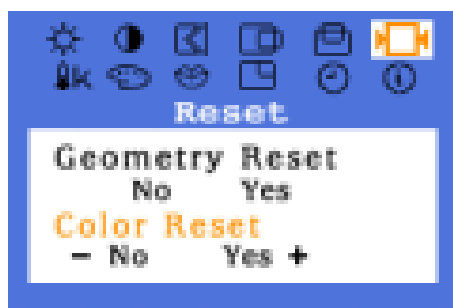 k
Reset
Geometry Reset
No Yes
Color Reset
- No Yes +